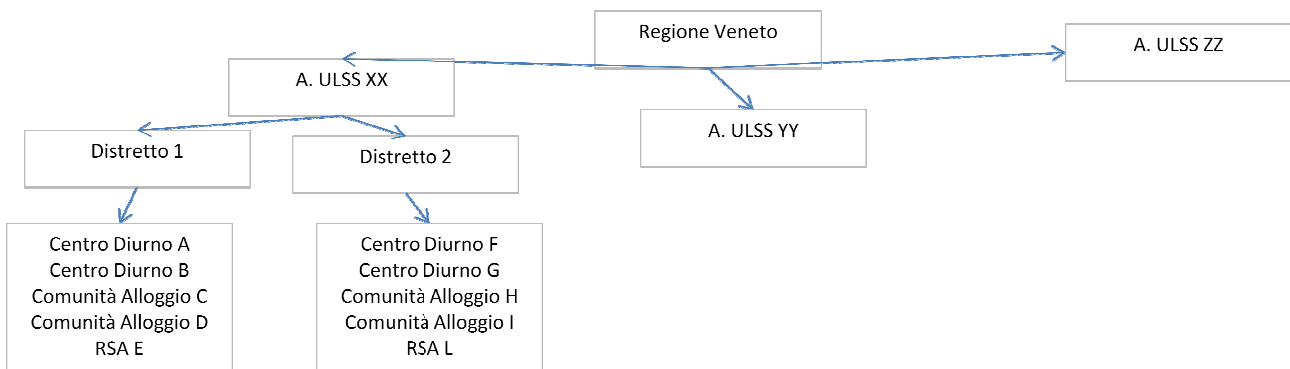 Regione Veneto
A. ULSS ZZ
A. ULSS XX
A. ULSS YY
Distretto 1
Distretto 2
Centro Diurno A
Centro Diurno B
Comunità Alloggio C
Comunità Alloggio D
RSA E
Centro Diurno F
Centro Diurno G
Comunità Alloggio H
Comunità Alloggio I
RSA L